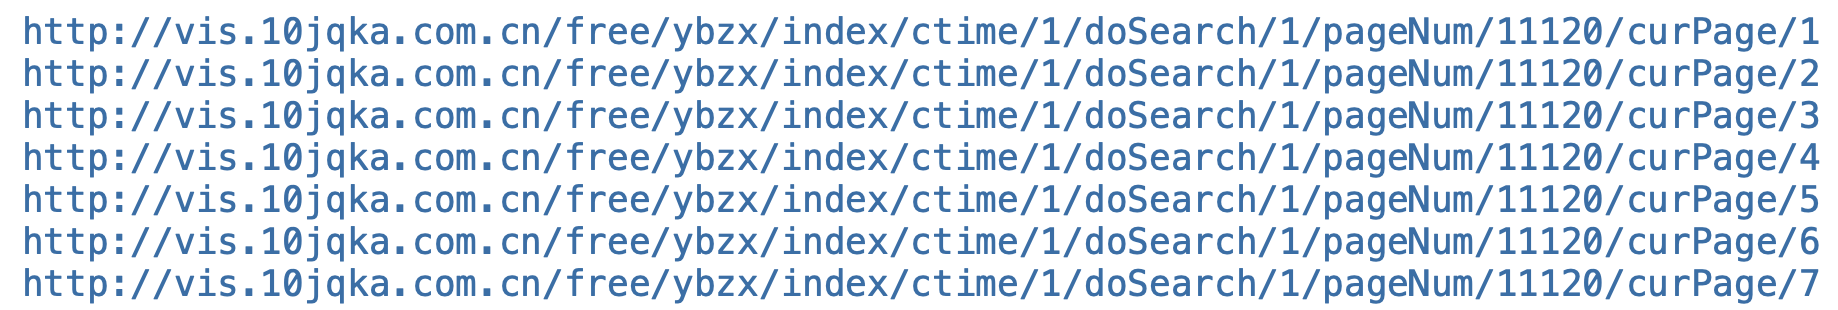 http://vis.10jqka.com.cn/free/ybzx/index/ctime/1/doSearch/1/pageNum/11120/curPage/1
http://vis.10jqka.com.cn/free/ybzx/index/ctime/1/doSearch/1/pageNum/11120/curPage/2
http://vis.10jqka.com.cn/free/ybzx/index/ctime/1/doSearch/1/pageNum/11120/curPage/3
http://vis.10jqka.com.cn/free/ybzx/index/ctime/1/doSearch/1/pageNum/11120/curPage/4
http://vis.10jqka.com.cn/free/ybzx/index/ctime/1/doSearch/1/pageNum/11120/curPage/5
http://vis.10jqka.com.cn/free/ybzx/index/ctime/1/doSearch/1/pageNum/11120/curPage/6
http://vis.10jqka.com.cn/free/ybzx/index/ctime/1/doSearch/1/pageNum/11120/curPage/7